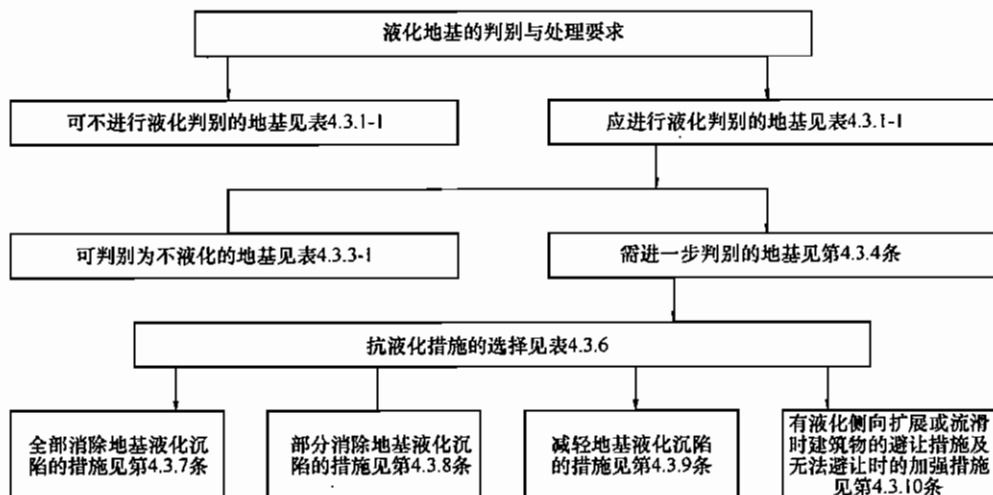 液化地基的判别与处理要求
可不进行液化判别的地基见表4.3.1-1
应进行液化判别的地基见表4.3.1-1
可判别为不液化的地基见表4.3.3-1
需进一步判别的地基见第4.3.4条
抗液化措施的选择见表4.3.6
全部消除地基液化沉
陷的措施见第4.3.7条
部分消除地基液化沉
陷的措施见第4.3.8条
减轻地基液化沉陷
的措施见第4.3.9条
有液化侧向扩展或流滑
时建筑物的避让措施及
无法避让时的加强措施
见第4.3.10条